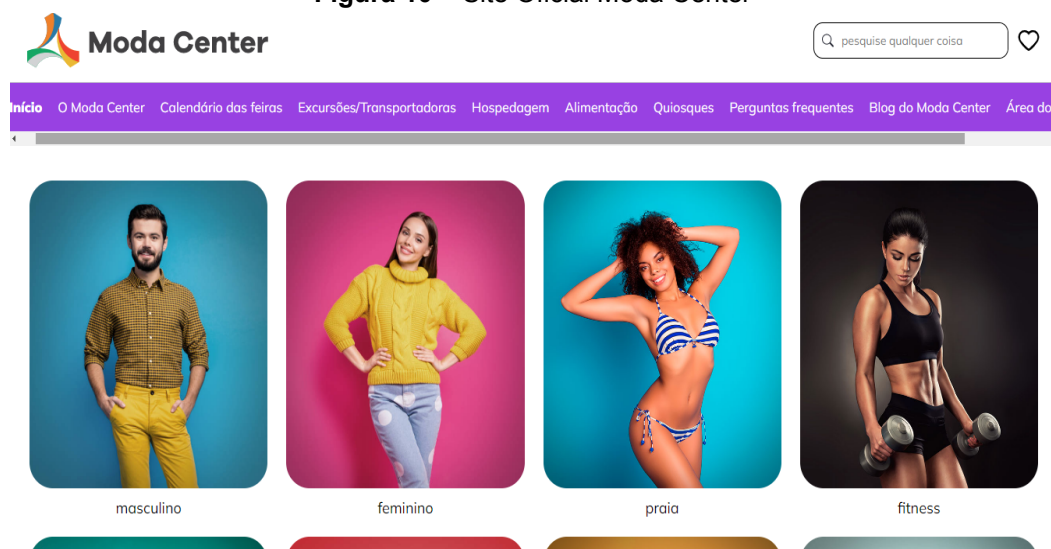 Moda Center
pesquise qualquer coisa
Início O Moda Center Calendário das feiras Excursões/Transportadoras Hospedagem Alimentação Quiosques Perguntas frequentes Blog do Moda Center Área do
masculino feminino praia fitness